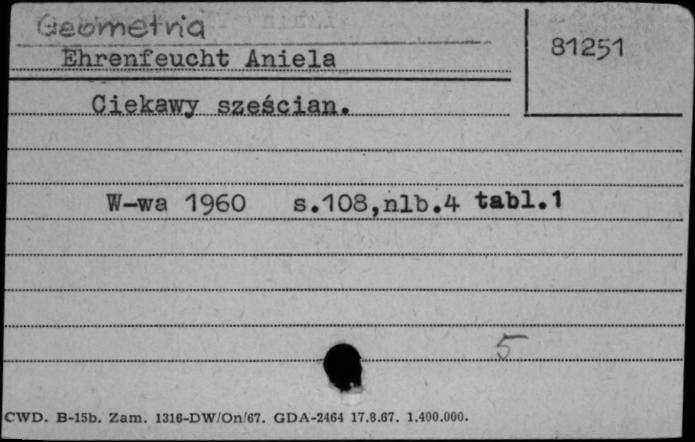 Geometria
81251
Ehrenfeucht Aniela
Ciekawy sześcian.
W-wa 1960 s.108,nlb.4 tabl.1
5
CWD. B-15b. Zam. 1316-DW/On/67. GDA-2464 17.8.67. 1.400.000.